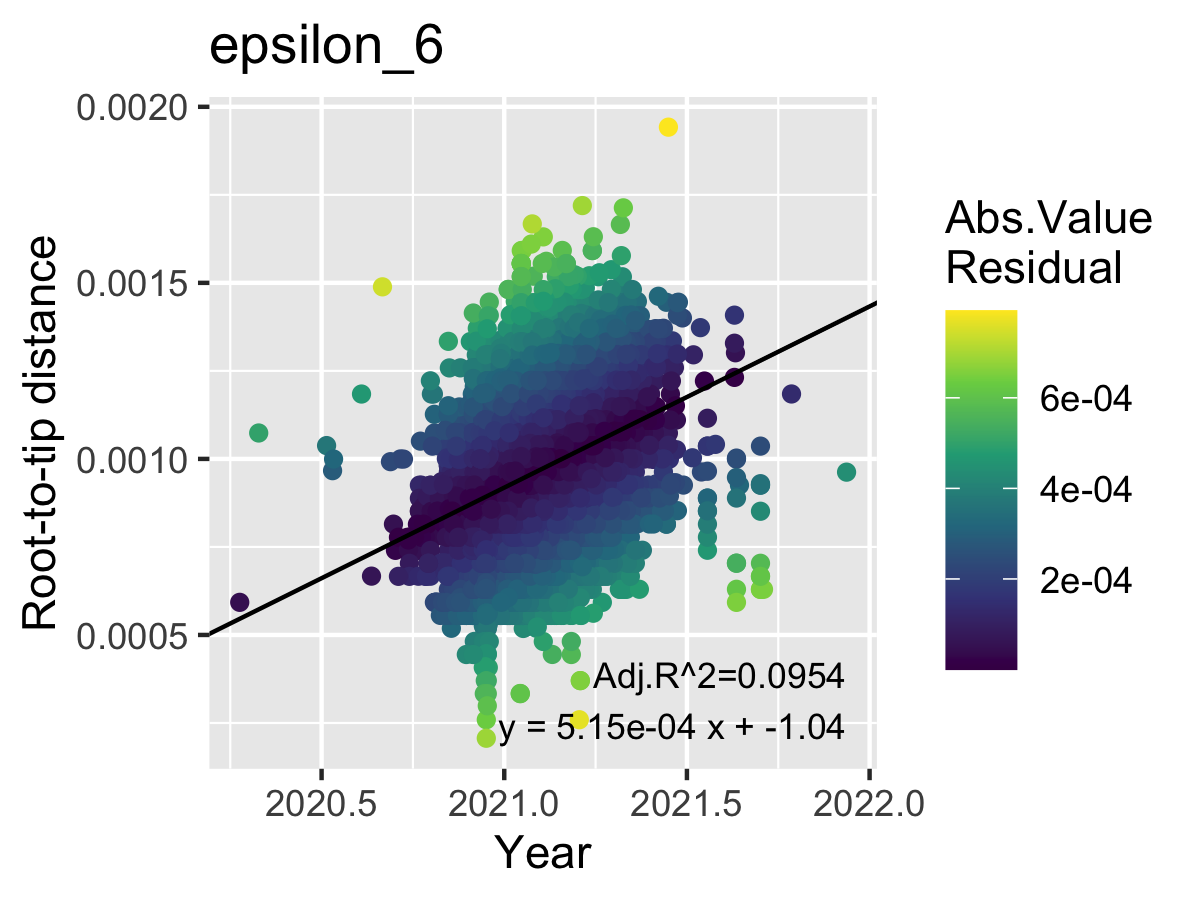 epsilon_6
0.0020
0.0015
0.0010
0.0005
Root-to-tip distance
Adj.R^2=0.0954
y = 5.15e-04 x + -1.04
2020.5
2021.0
2021.5
2022.0
Year
Abs.Value
Residual
6e-04
4e-04
2e-04